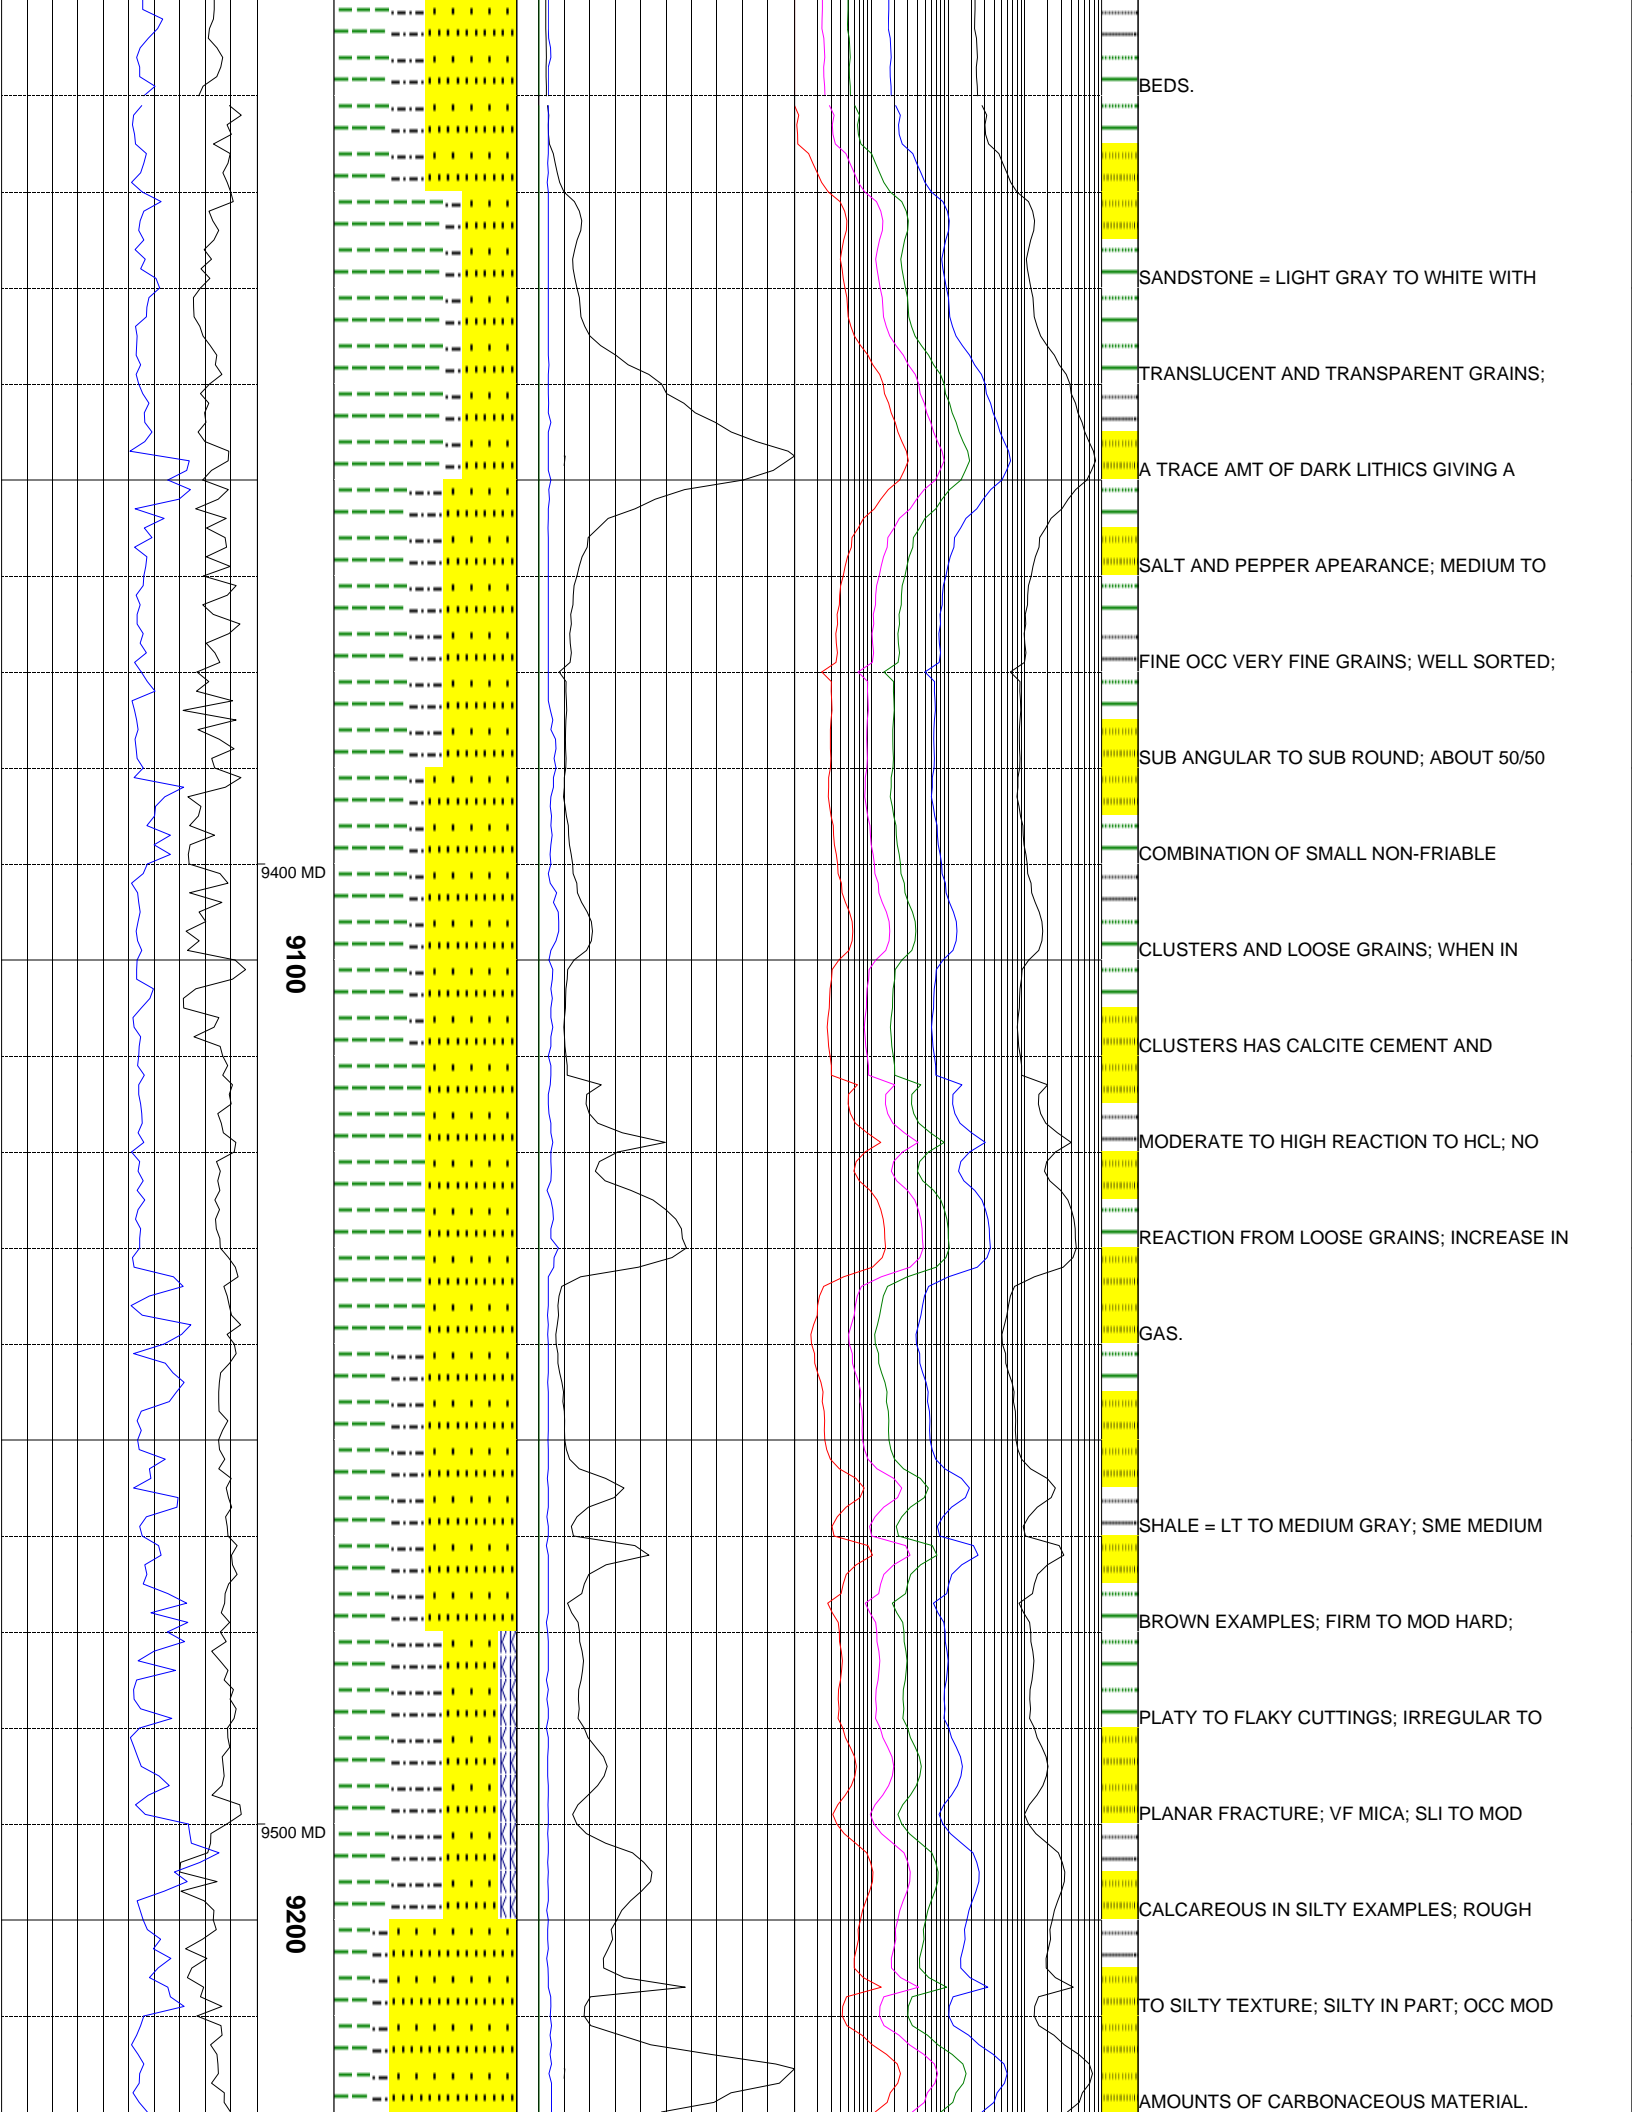 BEDS.
SANDSTONE = LIGHT GRAY TO WHITE WITH
TRANSLUCENT AND TRANSPARENT GRAINS;
A TRACE AMT OF DARK LITHICS GIVING A
SALT AND PEPPER APEARANCE; MEDIUM TO
FINE OCC VERY FINE GRAINS; WELL SORTED;
SUB ANGULAR TO SUB ROUND; ABOUT 50/50
COMBINATION OF SMALL NON-FRIABLE
9400 MD
CLUSTERS AND LOOSE GRAINS; WHEN IN
9100
CLUSTERS HAS CALCITE CEMENT AND
MODERATE TO HIGH REACTION TO HCL; NO
REACTION FROM LOOSE GRAINS; INCREASE IN
GAS.
SHALE = LT TO MEDIUM GRAY; SME MEDIUM
BROWN EXAMPLES; FIRM TO MOD HARD;
PLATY TO FLAKY CUTTINGS; IRREGULAR TO
PLANAR FRACTURE; VF MICA; SLI TO MOD
9500 MD
CALCAREOUS IN SILTY EXAMPLES; ROUGH
9200
TO SILTY TEXTURE; SILTY IN PART; OCC MOD
AMOUNTS OF CARBONACEOUS MATERIAL.